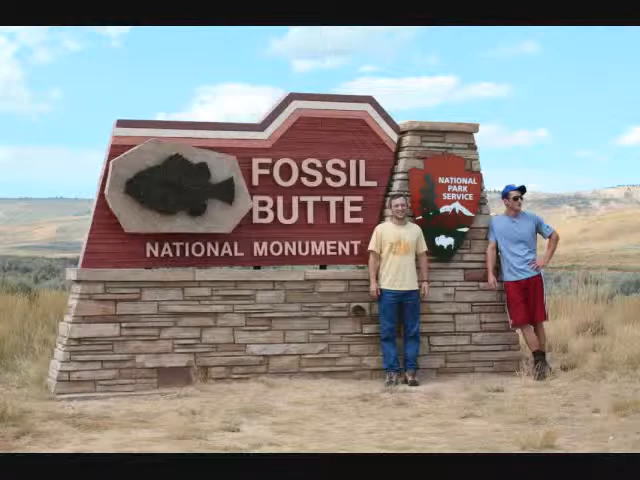 FOSSIL
BUTTE
NATIONAL MONUMENT
NATIONAL
PARK
SERVICE